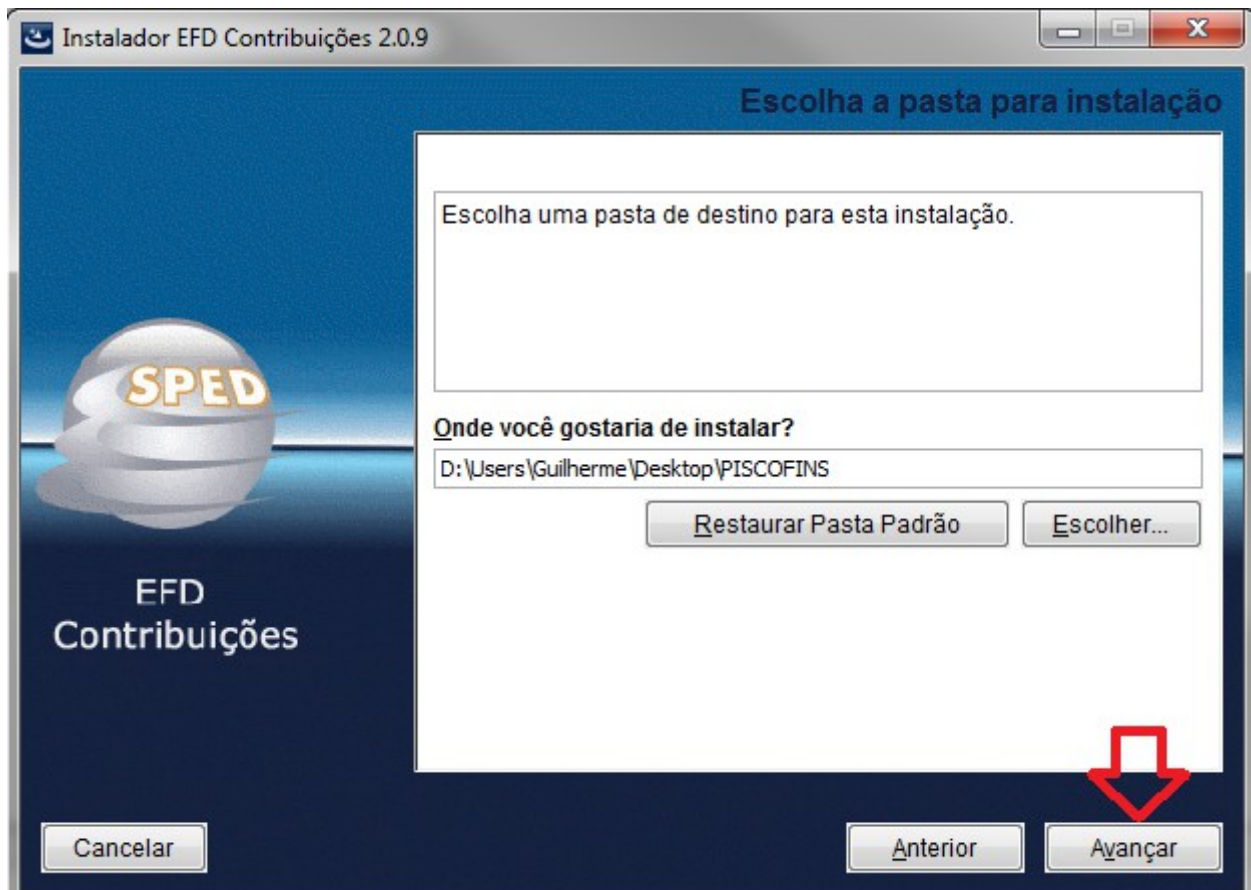 Instalador EFD Contribuições 2.0.9
Escolha a pasta para instalação
Escolha uma pasta de destino para esta instalação.
SPED
Onde você gostaria de instalar?
D:\Users\Guilherme\Desktop\PISCOFINS
Restaurar Pasta Padrão
Escolher...
EFD
Contribuições
Cancelar
Anterior
Avançar